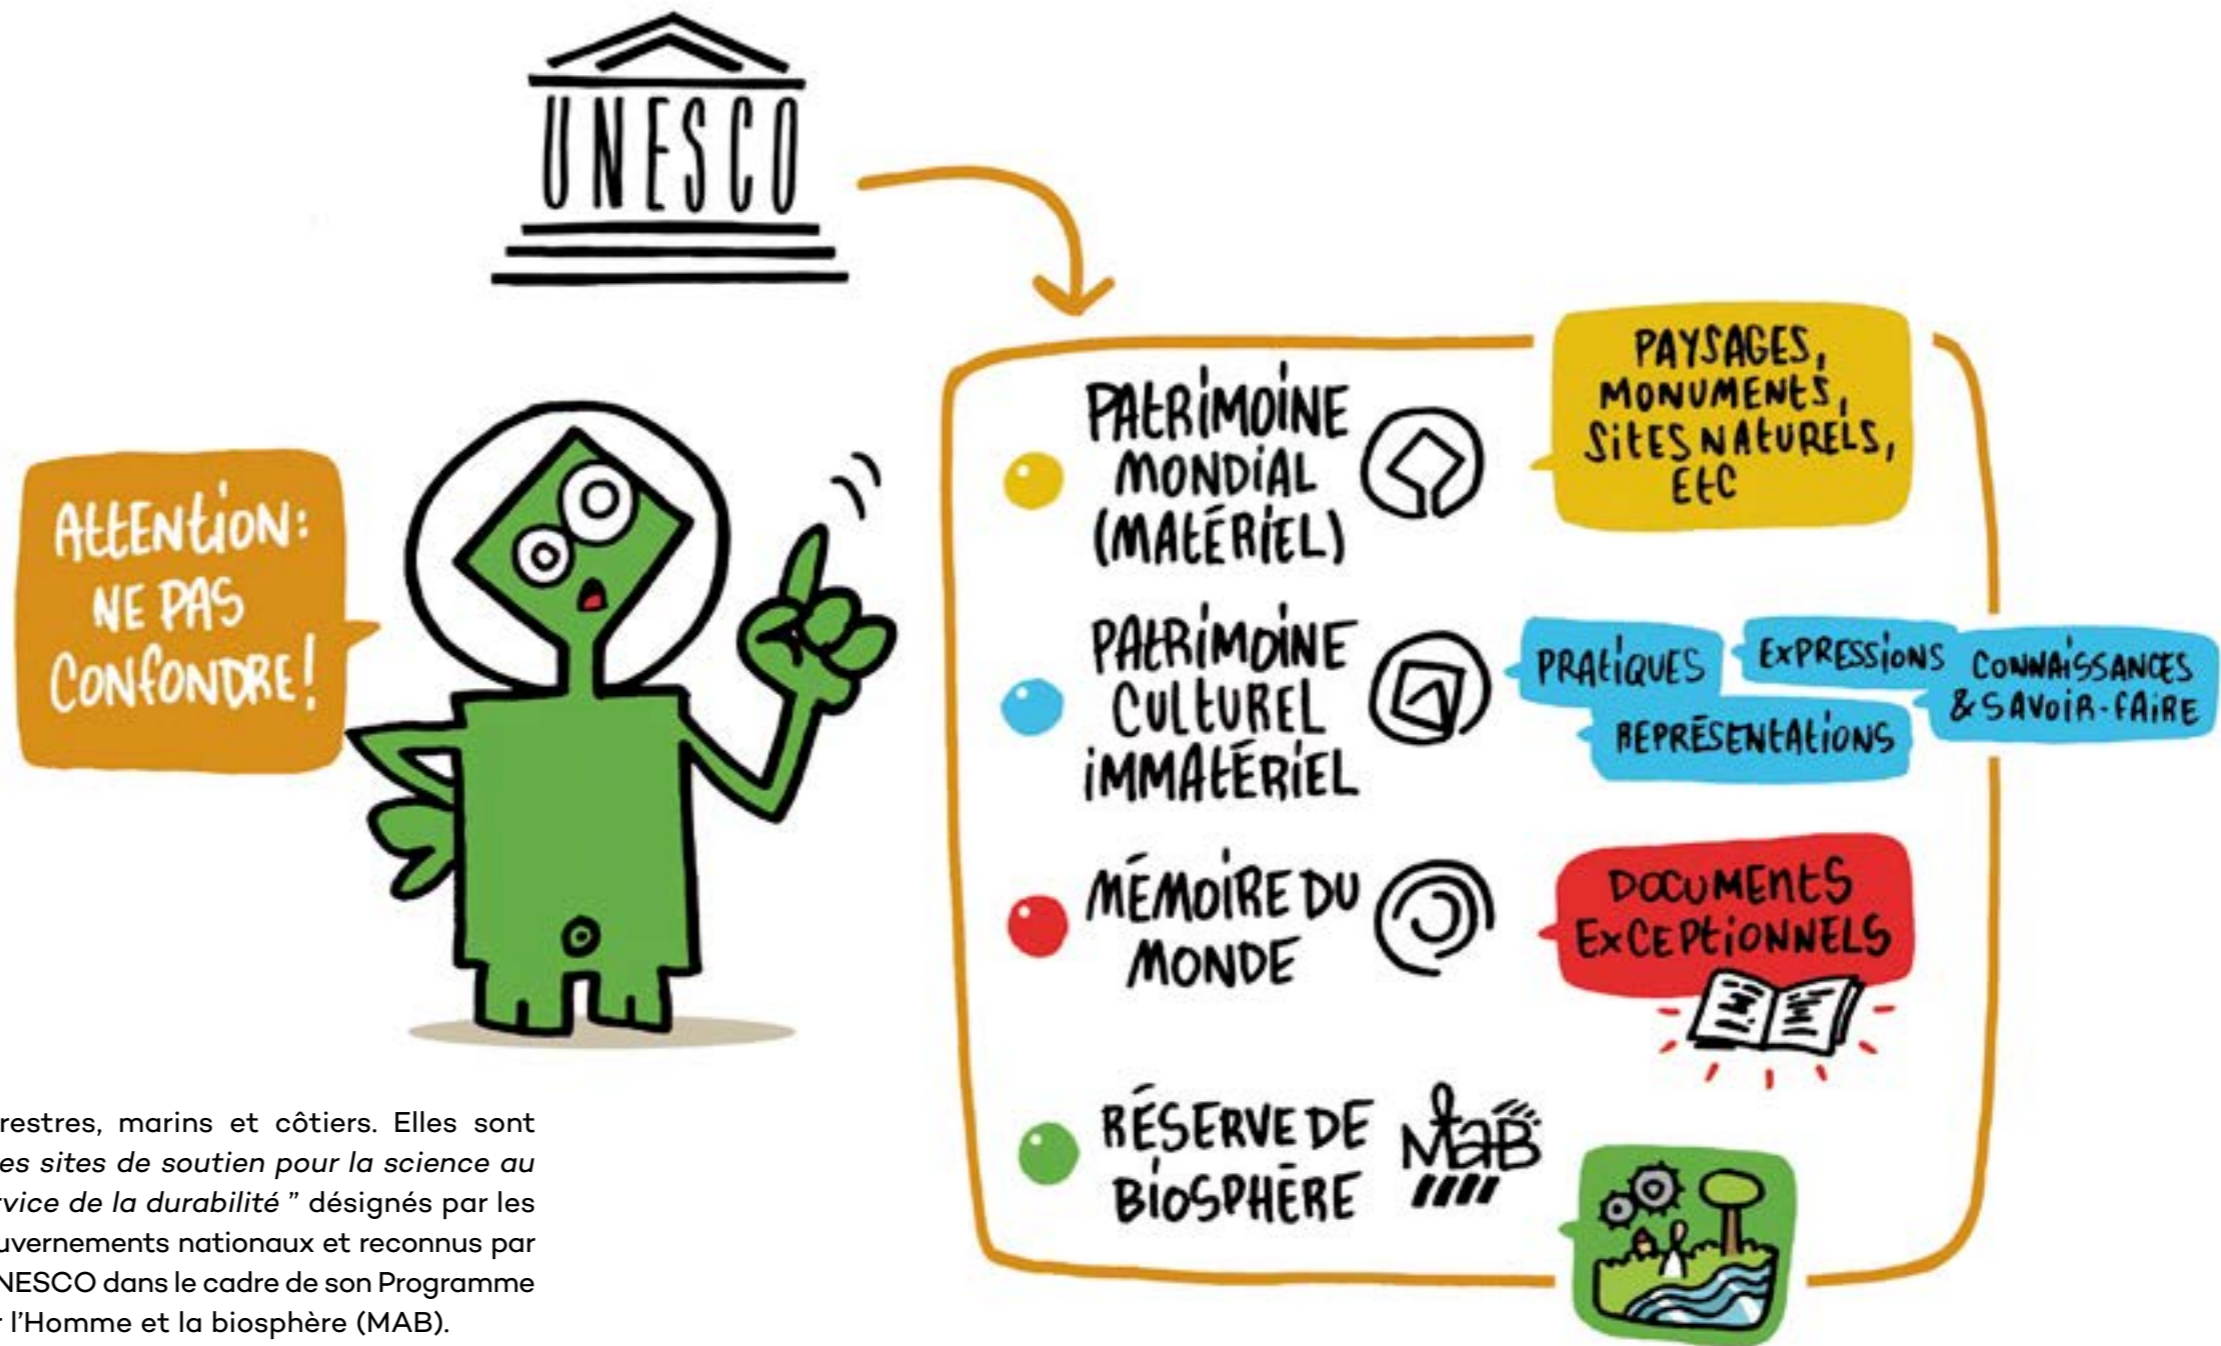 UNESCO
ATTENTION:
NE PAS
CONFONDRE!
PATRIMOINE
MONDIAL
(MATÉRIEL)
PAYSAGES,
MONUMENTS,
SITES NATURELS,
ETC
PATRIMOINE
CULTUREL
IMMATÉRIEL
PRATIQUES
EXPRESSIONS
REPRÉSENTATIONS
CONNAISSANCES
& SAVOIR-FAIRE
MÉMOIRE DU
MONDE
DOCUMENTS
EXCEPTIONNELS
RÉSERVE DE
BIOSPHÈRE
MaB
restres, marins et côtiers. Elles sont
es sites de soutien pour la science au
vice de la durabilité ” désignés par les
uvernements nationaux et reconnus par
NESCO dans le cadre de son Programme
r l’Homme et la biosphère (MAB).